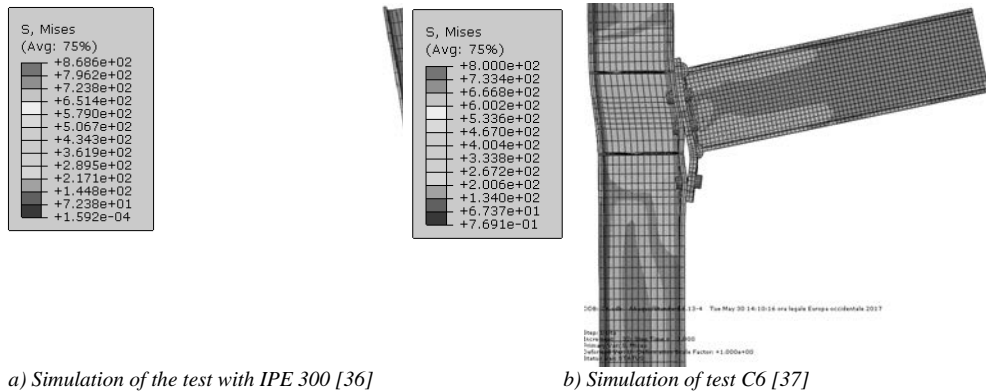 S, Mises
(Avg: 75%)
+8.686e+02
+7.962e+02
+7.238e+02
+6.514e+02
+5.790e+02
+5.067e+02
+4.343e+02
+3.619e+02
+2.895e+02
+2.171e+02
+1.448e+02
+7.238e+01
+1.592e-04
S, Mises
(Avg: 75%)
+8.000e+02
+7.334e+02
+6.668e+02
+6.002e+02
+5.336e+02
+4.670e+02
+4.004e+02
+3.338e+02
+2.672e+02
+2.006e+02
+1.340e+02
+6.737e+01
+7.691e-01
Tue May 30 14:10:16 ora legale Europa occidentale 2017
Scale Factor: +1.000e+00
a) Simulation of the test with IPE 300 [36]
b) Simulation of test C6 [37]